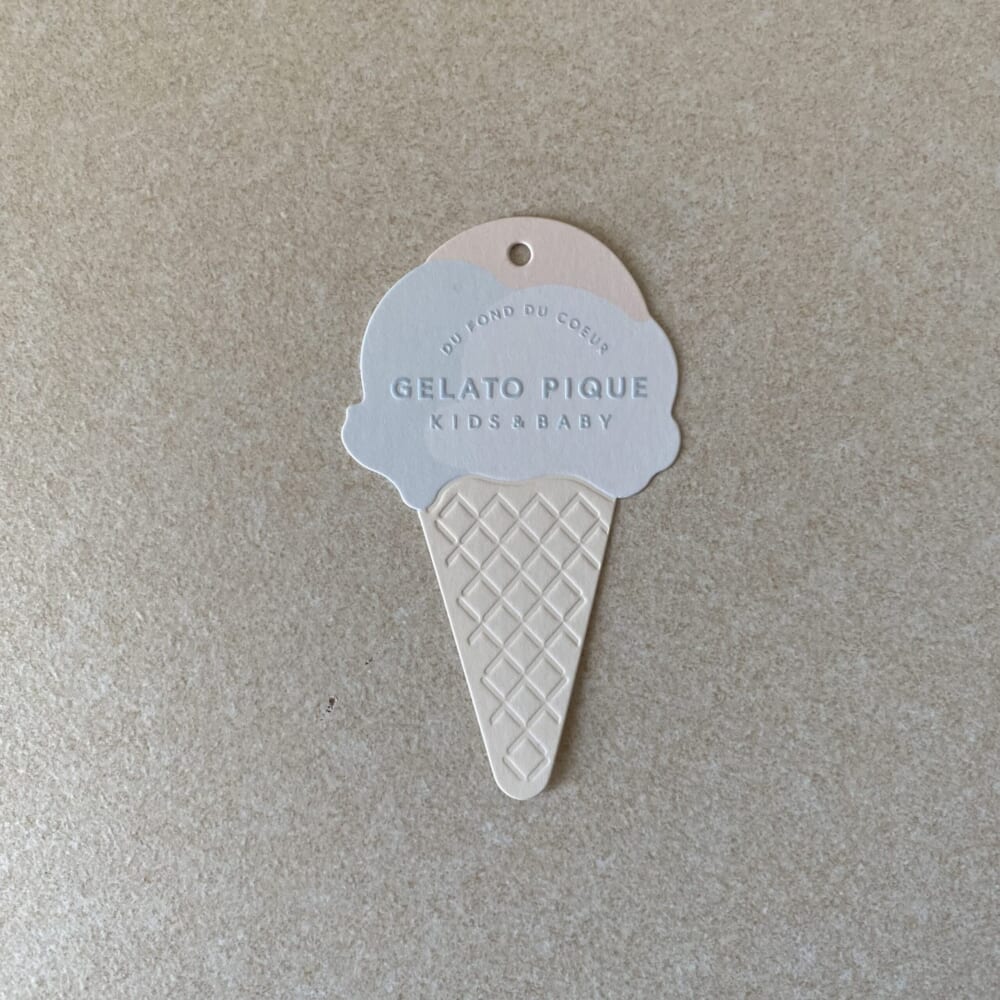 DU FOND DU COEUR
GELATO PIQUE
KIDS & BABY